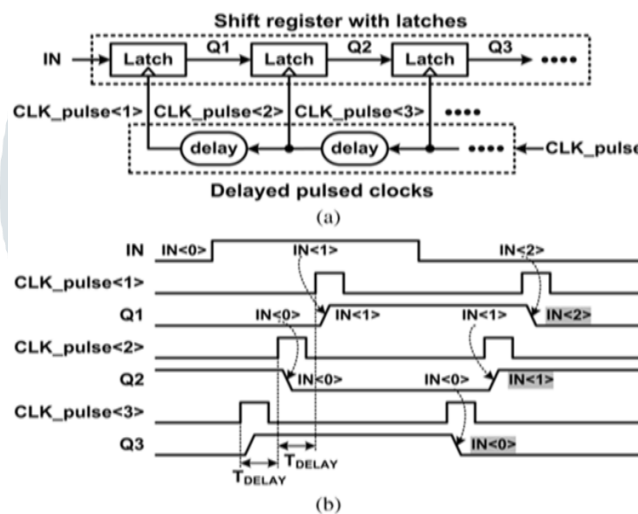 Shift register with latches
IN Latch Q1 Latch Q2 Latch Q3
CLK_pulse<1> CLK_pulse<2> CLK_pulse<3>
delay delay CLK_pulse
Delayed pulsed clocks
(a)
IN IN<0> IN<1> IN<2>
CLK_pulse<1>
Q1 IN<0> IN<1> IN<2>
CLK_pulse<2> IN<1>
Q2 IN<0> IN<0> IN<1>
CLK_pulse<3>
Q3 IN<0>
TDELAY
TDELAY
(b)